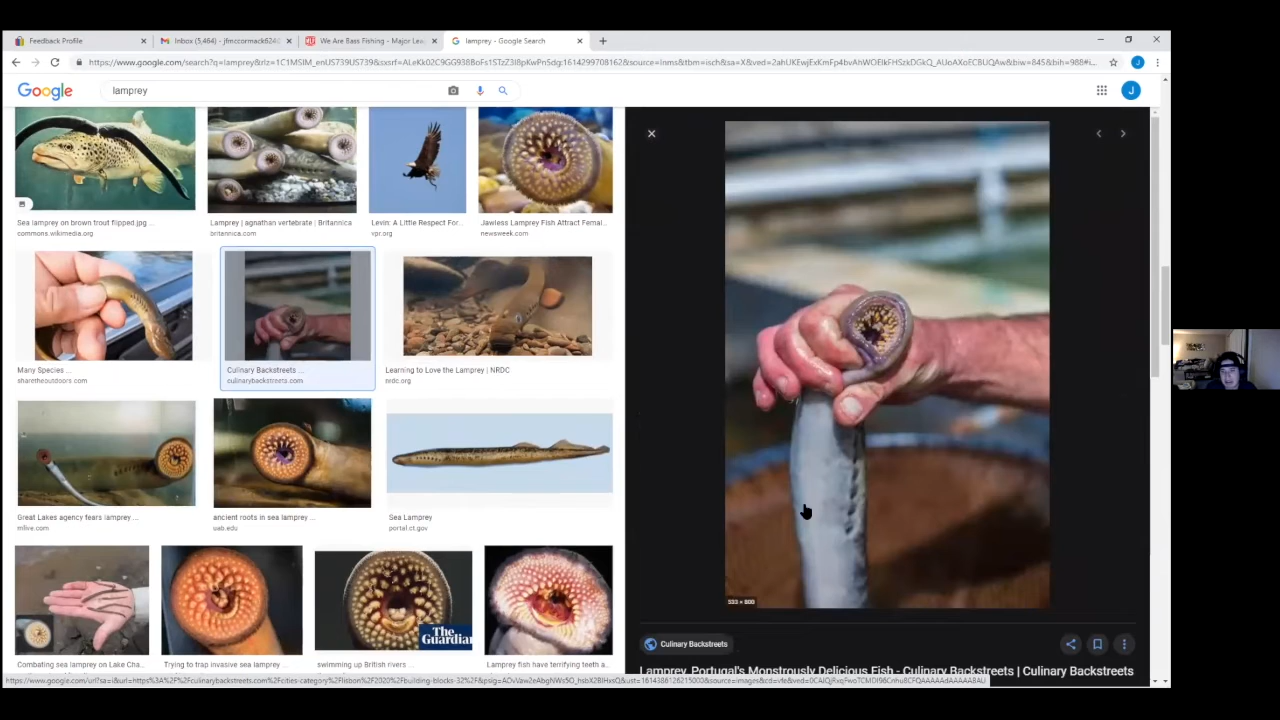 Feedback Profile
Inbox (5,464) - jfmccormack624
We Are Bass Fishing - Major Lea
lamprey - Google Search
J
Google
lamprey
J
Sea lamprey on brown trout flipped.jpg ...
commons.wikimedia.org
Lamprey | agnathan vertebrate | Britannica
britannica.com
Levin: A Little Respect For...
vpr.org
Jawless Lamprey Fish Attract Femal...
newsweek.com
Many Species ...
sharetheoutdoors.com
Culinary Backstreets ...
culinarybackstreets.com
Learning to Love the Lamprey | NRDC
nrdc.org
Great Lakes agency fears lamprey ...
mlive.com
ancient roots in sea lamprey ...
uab.edu
Sea Lamprey
portal.ct.gov
The
Guardian
Combating sea lamprey on Lake Cha...
Trying to trap invasive sea lamprey ...
swimming up British rivers ...
Lamprey fish have terrifying teeth a...
533 × 800
Culinary Backstreets
Lamprey, Portugal's Monstrously Delicious Fish - Culinary Backstreets | Culinary Backstreets